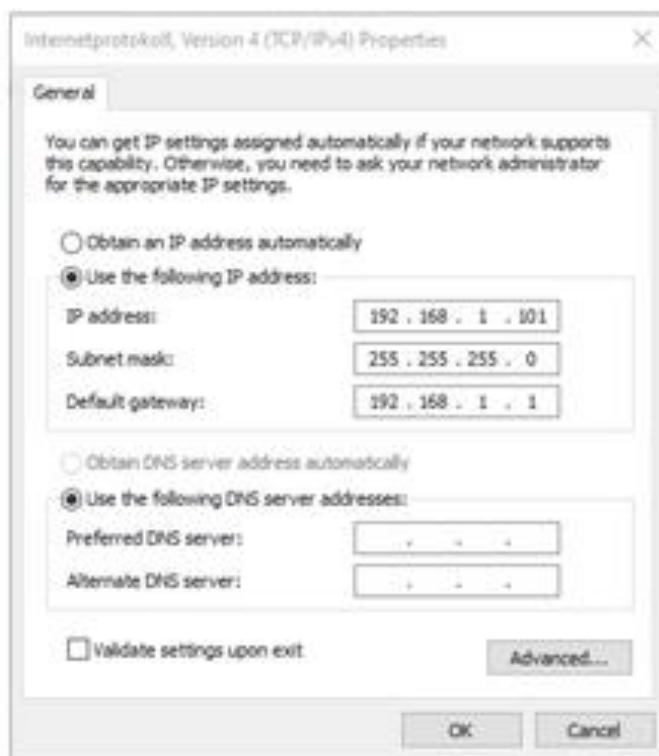 Internetprotokoll, Version 4 (TCP/IPv4) Properties
General
You can get IP settings assigned automatically if your network supports
this capability. Otherwise, you need to ask your network administrator
for the appropriate IP settings.
Obtain an IP address automatically
Use the following IP address:
IP address: 192 . 168 . 1 . 101
Subnet mask: 255 . 255 . 255 . 0
Default gateway: 192 . 168 . 1 . 1
Obtain DNS server address automatically
Use the following DNS server addresses:
Preferred DNS server: . . .
Alternate DNS server: . . .
Validate settings upon exit
Advanced...
OK Cancel